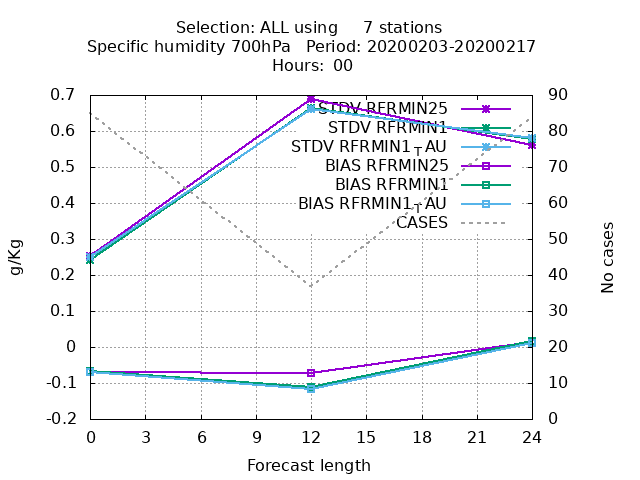 Selection: ALL using 7 stations
Specific humidity 700hPa Period: 20200203-20200217
Hours: 00
0.7
0.6
0.5
0.4
0.3
0.2
0.1
0
-0.1
-0.2
g/Kg
STDV RFRMIN25
STDV RFRMIN1
STDV RFRMIN1TAU
BIAS RFRMIN25
BIAS RFRMIN1
BIAS RFRMIN1TAU
CASES
90
80
70
60
50
40
30
20
10
0
No cases
0 3 6 9 12 15 18 21 24
Forecast length